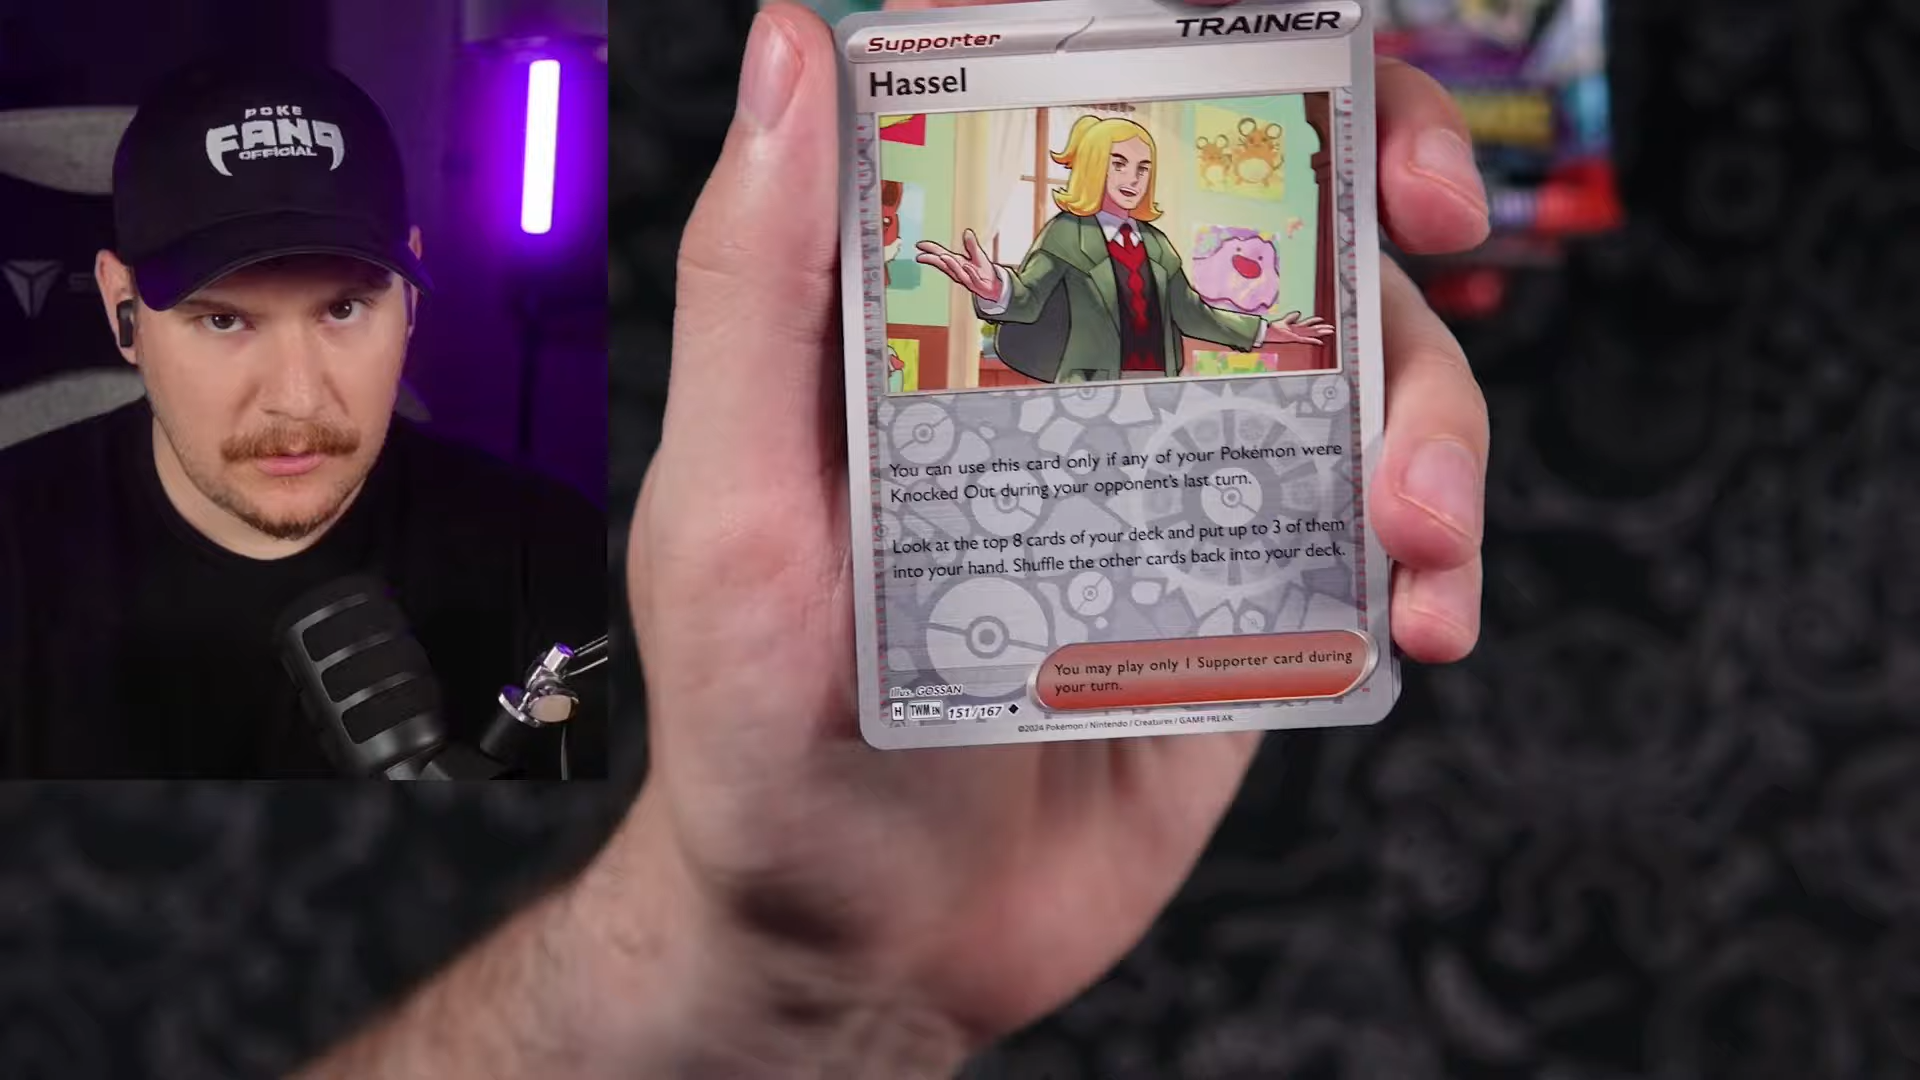 POKE
FANG
OFFICIAL
Supporter
TRAINER
Hassel
You can use this card only if any of your Pokémon were
Knocked Out during your opponent's last turn.
Look at the top 8 cards of your deck and put up to 3 of them
into your hand. Shuffle the other cards back into your deck.
You may play only 1 Supporter card during
your turn.
Illus. GOSSAN
H TWM EN 151/167
©2024 Pokémon / Nintendo / Creatures / GAME FREAK